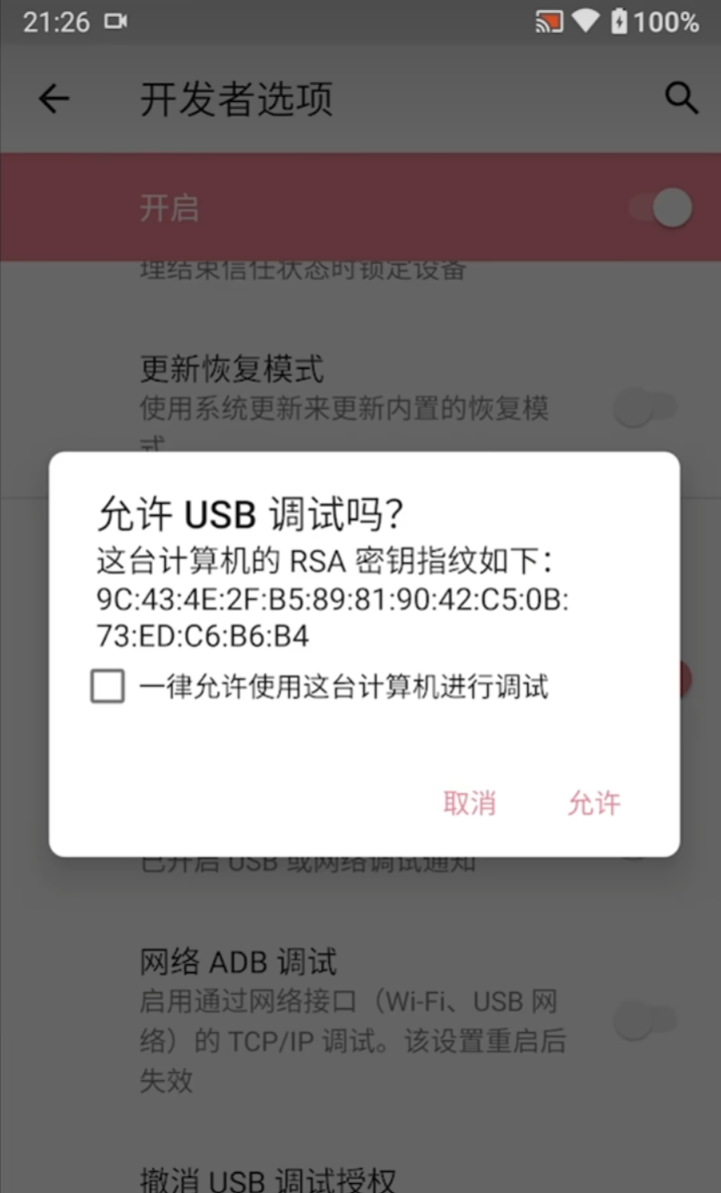 21:26
100%
开发者选项
开启
理结束信任状态时锁定设备
更新恢复模式
使用系统更新来更新内置的恢复模
式
允许 USB 调试吗？
这台计算机的 RSA 密钥指纹如下：
9C:43:4E:2F:B5:89:81:90:42:C5:0B:
73:ED:C6:B6:B4
一律允许使用这台计算机进行调试
取消
允许
已开启 USB 或网络调试通知
网络 ADB 调试
启用通过网络接口（Wi-Fi、USB 网
络）的 TCP/IP 调试。该设置重启后
失效
撤消 USB 调试授权